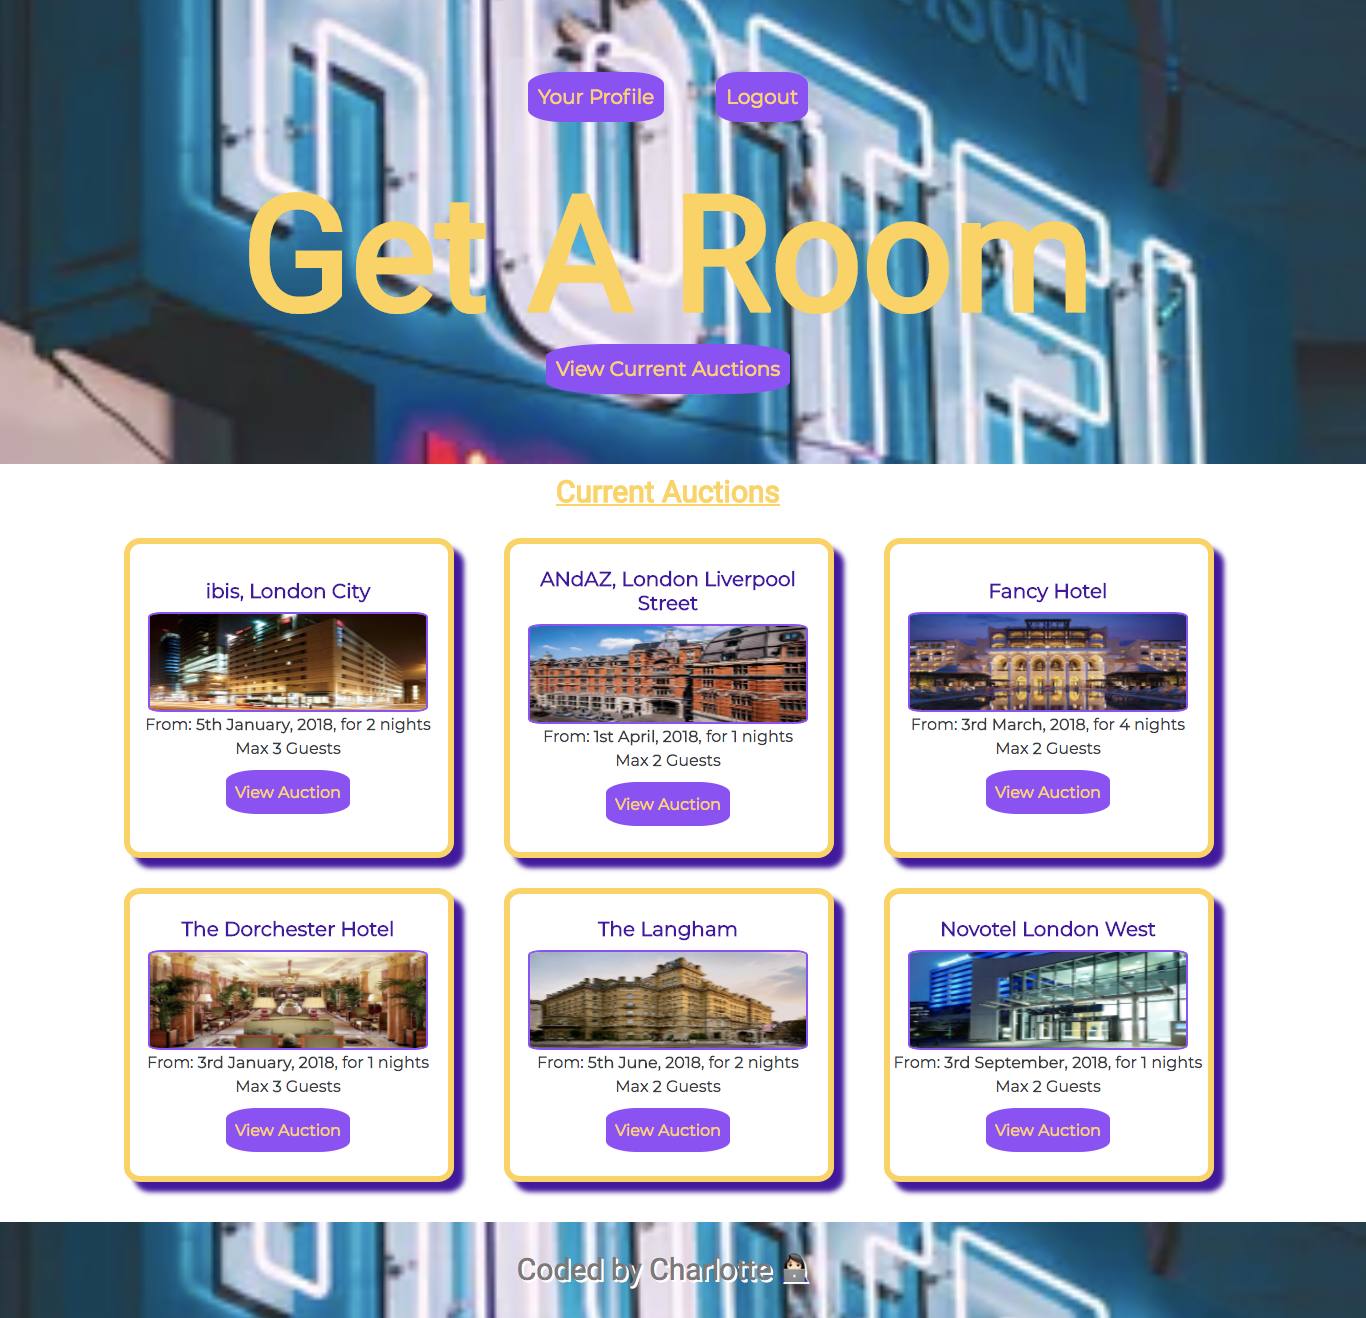 ISON
HOTEL
Your Profile
Logout
Get A Room
View Current Auctions
Current Auctions
ibis, London City
From: 5th January, 2018, for 2 nights
Max 3 Guests
View Auction
ANdAZ, London Liverpool
Street
From: 1st April, 2018, for 1 nights
Max 2 Guests
View Auction
Fancy Hotel
From: 3rd March, 2018, for 4 nights
Max 2 Guests
View Auction
The Dorchester Hotel
From: 3rd January, 2018, for 1 nights
Max 3 Guests
View Auction
The Langham
From: 5th June, 2018, for 2 nights
Max 2 Guests
View Auction
Novotel London West
From: 3rd September, 2018, for 1 nights
Max 2 Guests
View Auction
Coded by Charlotte 👩🏻‍💻